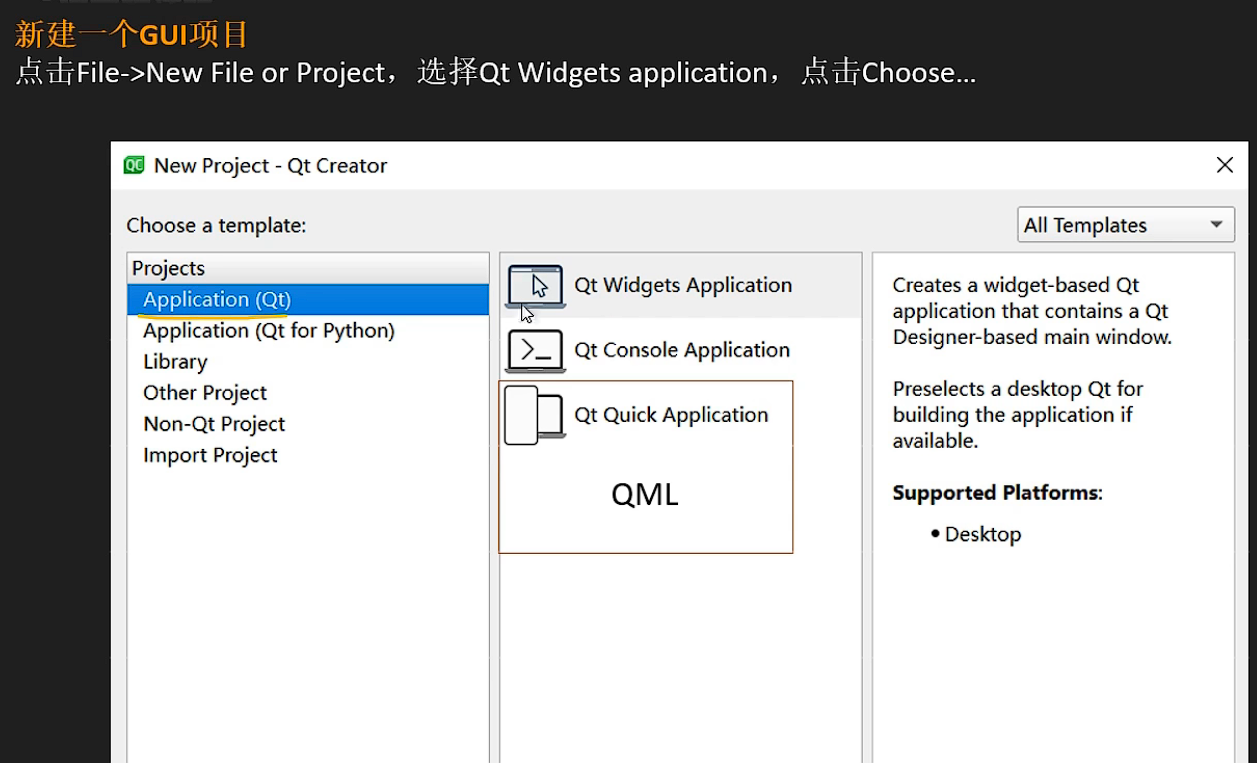 新建一个GUI项目
点击File->New File or Project，选择Qt Widgets application，点击Choose…
New Project - Qt Creator
Choose a template:
All Templates
Projects
Application (Qt)
Application (Qt for Python)
Library
Other Project
Non-Qt Project
Import Project
Qt Widgets Application
Qt Console Application
Qt Quick Application
QML
Creates a widget-based Qt
application that contains a Qt
Designer-based main window.
Preselects a desktop Qt for
building the application if
available.
Supported Platforms:
• Desktop